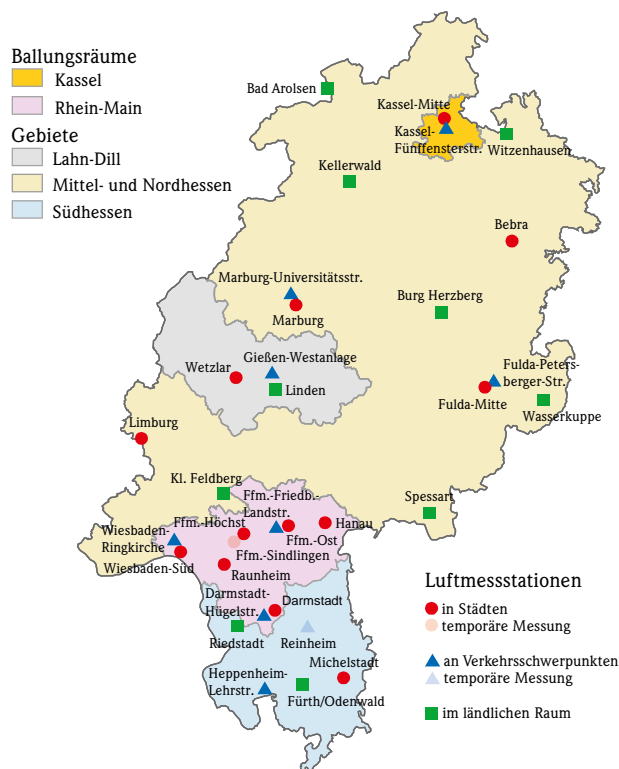 Ballungsräume
Kassel
Rhein-Main
Gebiete
Lahn-Dill
Mittel- und Nordhessen
Südhessen
Bad Arolsen
Kassel-Mitte
Kassel-
Fünffensterstr.
Witzenhausen
Kellerwald
Bebra
Marburg-Universitätsstr.
Marburg
Burg Herzberg
Gießen-Westanlage
Wetzlar
Linden
Fulda-Peters-
berger-Str.
Fulda-Mitte
Wasserkuppe
Limburg
Kl. Feldberg
Ffm.-Friedb.-
Landstr.
Spessart
Ffm.-Höchst
Hanau
Wiesbaden-
Ringkirche
Ffm.-Ost
Ffm.-Sindlingen
Wiesbaden-Süd
Raunheim
Darmstadt-
Hügelstr.
Darmstadt
Riedstadt
Reinheim
Michelstadt
Heppenheim-
Lehrstr.
Fürth/Odenwald
Luftmessstationen
in Städten
temporäre Messung
an Verkehrsschwerpunkten
temporäre Messung
im ländlichen Raum